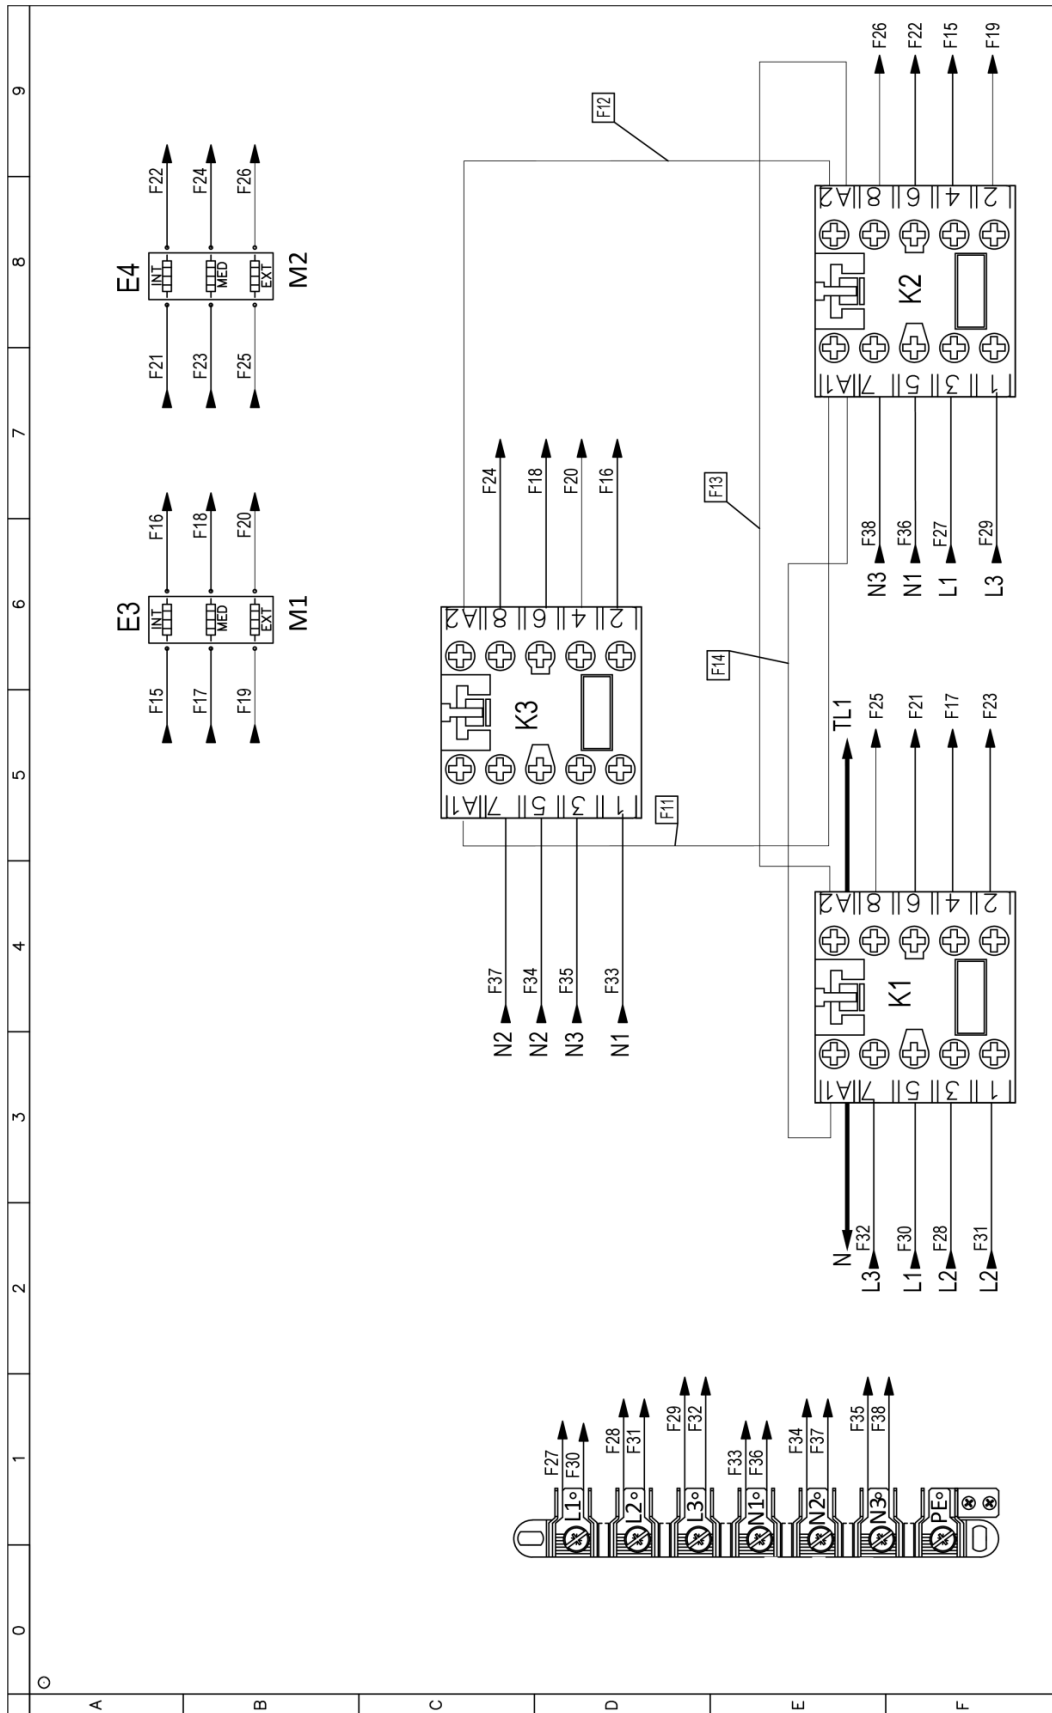 0 1 2 3 4 5 6 7 8 9
A
B
C
D
E
F
E3
F15 INT F16
F17 MED F18
F19 EXT F20
M1
E4
F21 INT F22
F23 MED F24
F25 EXT F26
M2
K3
A1 A2
N2 F37 7 8 F24
N2 F34 5 6 F18
N3 F35 3 4 F20
N1 F33 1 2 F16
F11
F12
F13
F14
L1 F27
F30
L2 F28
F31
L3 F29
F32
N1 F33
F36
N2 F34
F37
N3 F35
F38
PE
K1
N A1 A2 TL1
L3 F32 7 8 F25
L1 F30 5 6 F21
L2 F28 3 4 F17
L2 F31 1 2 F23
K2
A1 A2
N3 F38 7 8 F26
N1 F36 5 6 F22
L1 F27 3 4 F15
L3 F29 1 2 F19